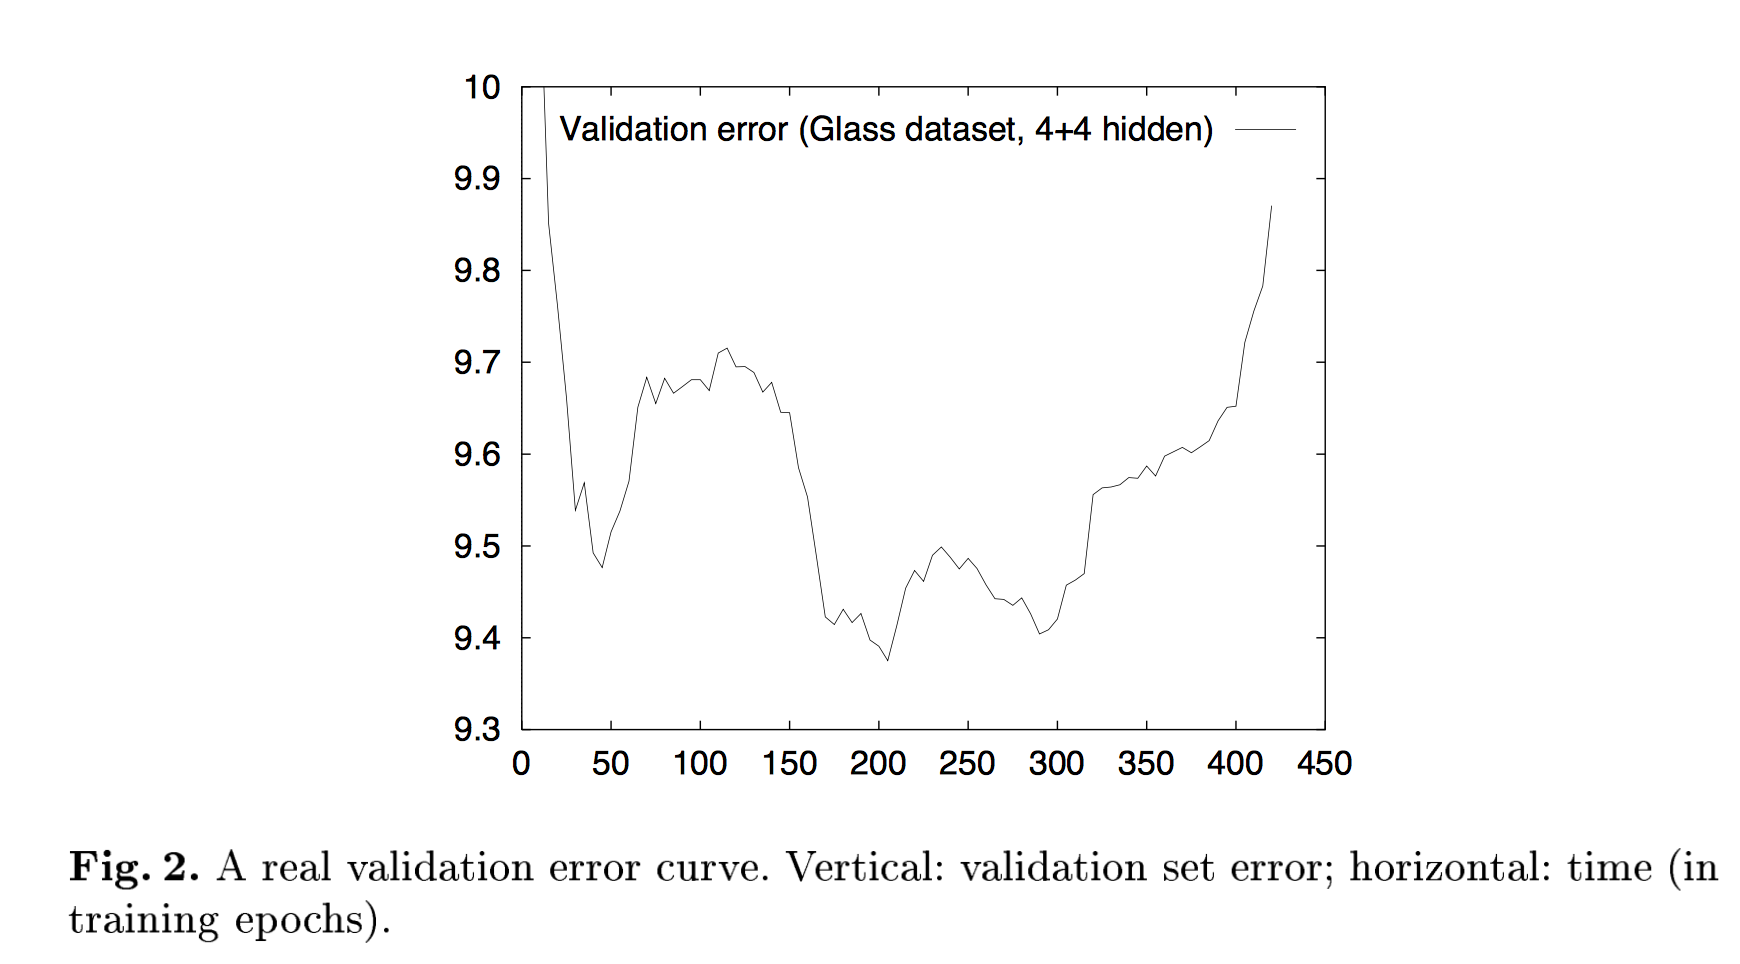 10
Validation error (Glass dataset, 4+4 hidden)
9.9
9.8
9.7
9.6
9.5
9.4
9.3
0 50 100 150 200 250 300 350 400 450
Fig. 2. A real validation error curve. Vertical: validation set error; horizontal: time (in
training epochs).